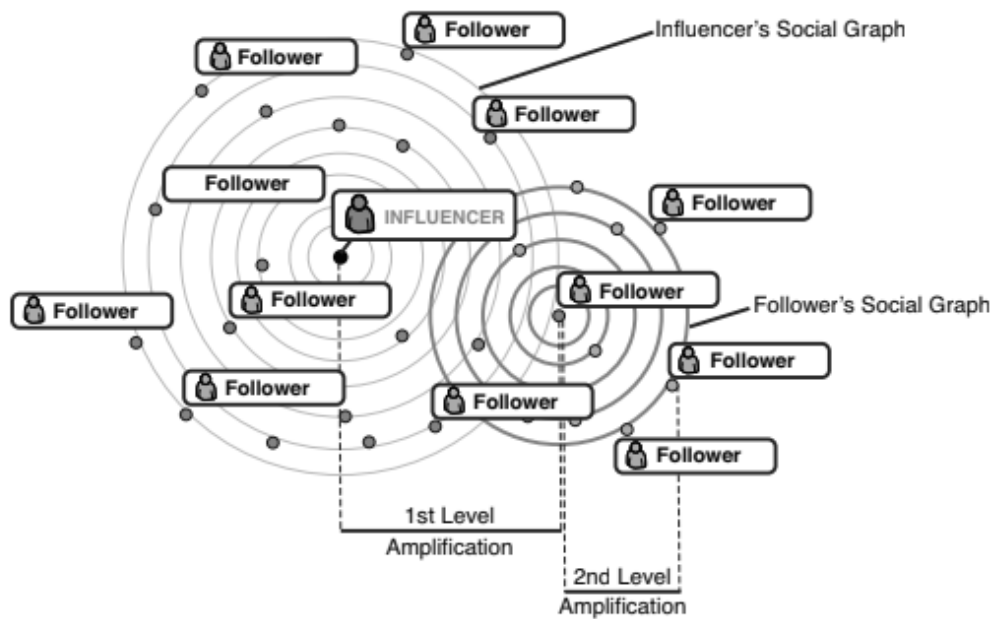 Follower
Influencer's Social Graph
Follower
Follower
Follower
Follower
INFLUENCER
Follower
Follower
Follower
Follower's Social Graph
Follower
Follower
Follower
Follower
1st Level
Amplification
2nd Level
Amplification